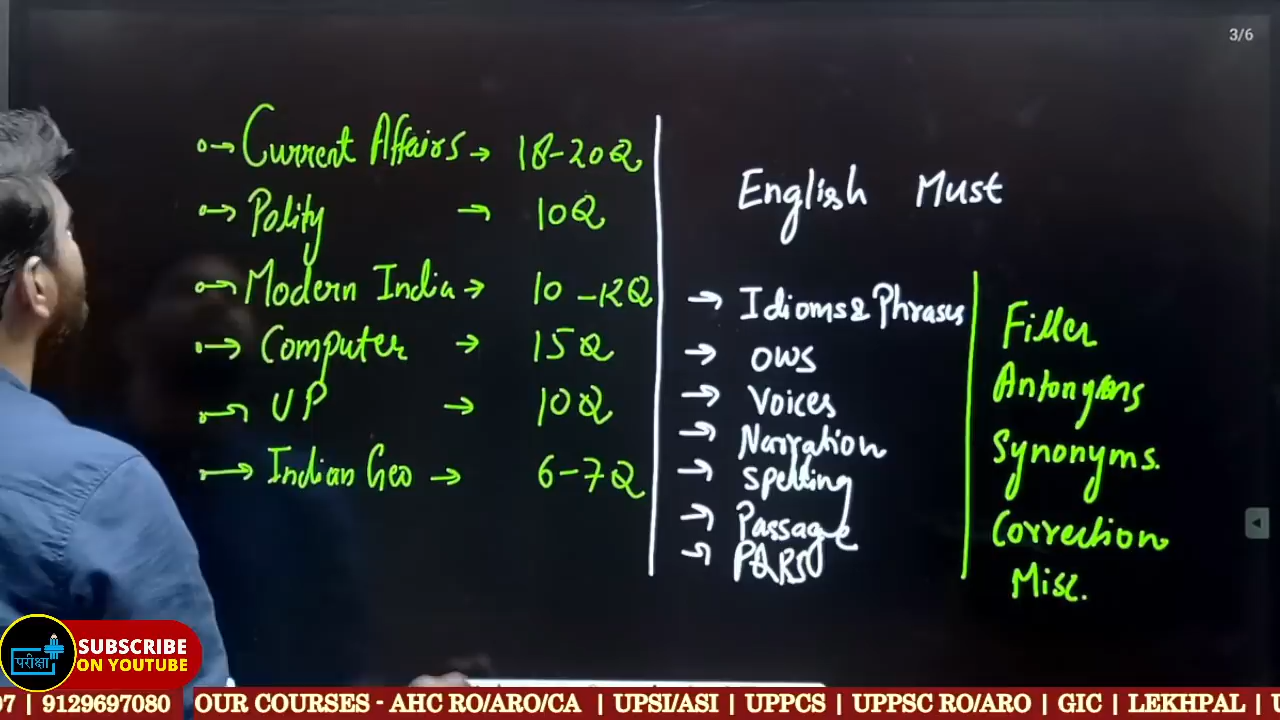 3/6
Current Affairs → 18-20Q
Polity → 10Q
Modern India → 10-12Q
Computer → 15Q
UP → 10Q
Indian Geo → 6-7Q
English Must
→ Idioms & Phrases
→ OWS
→ Voices
→ Narration
→ Spelling
→ Passage
→ PQRS
Filler
Antonyms
Synonyms.
Correction
Misc.
परीक्षा
SUBSCRIBE
ON YOUTUBE
07 | 9129697080 OUR COURSES - AHC RO/ARO/CA | UPSI/ASI | UPPCS | UPPSC RO/ARO | GIC | LEKHPAL |